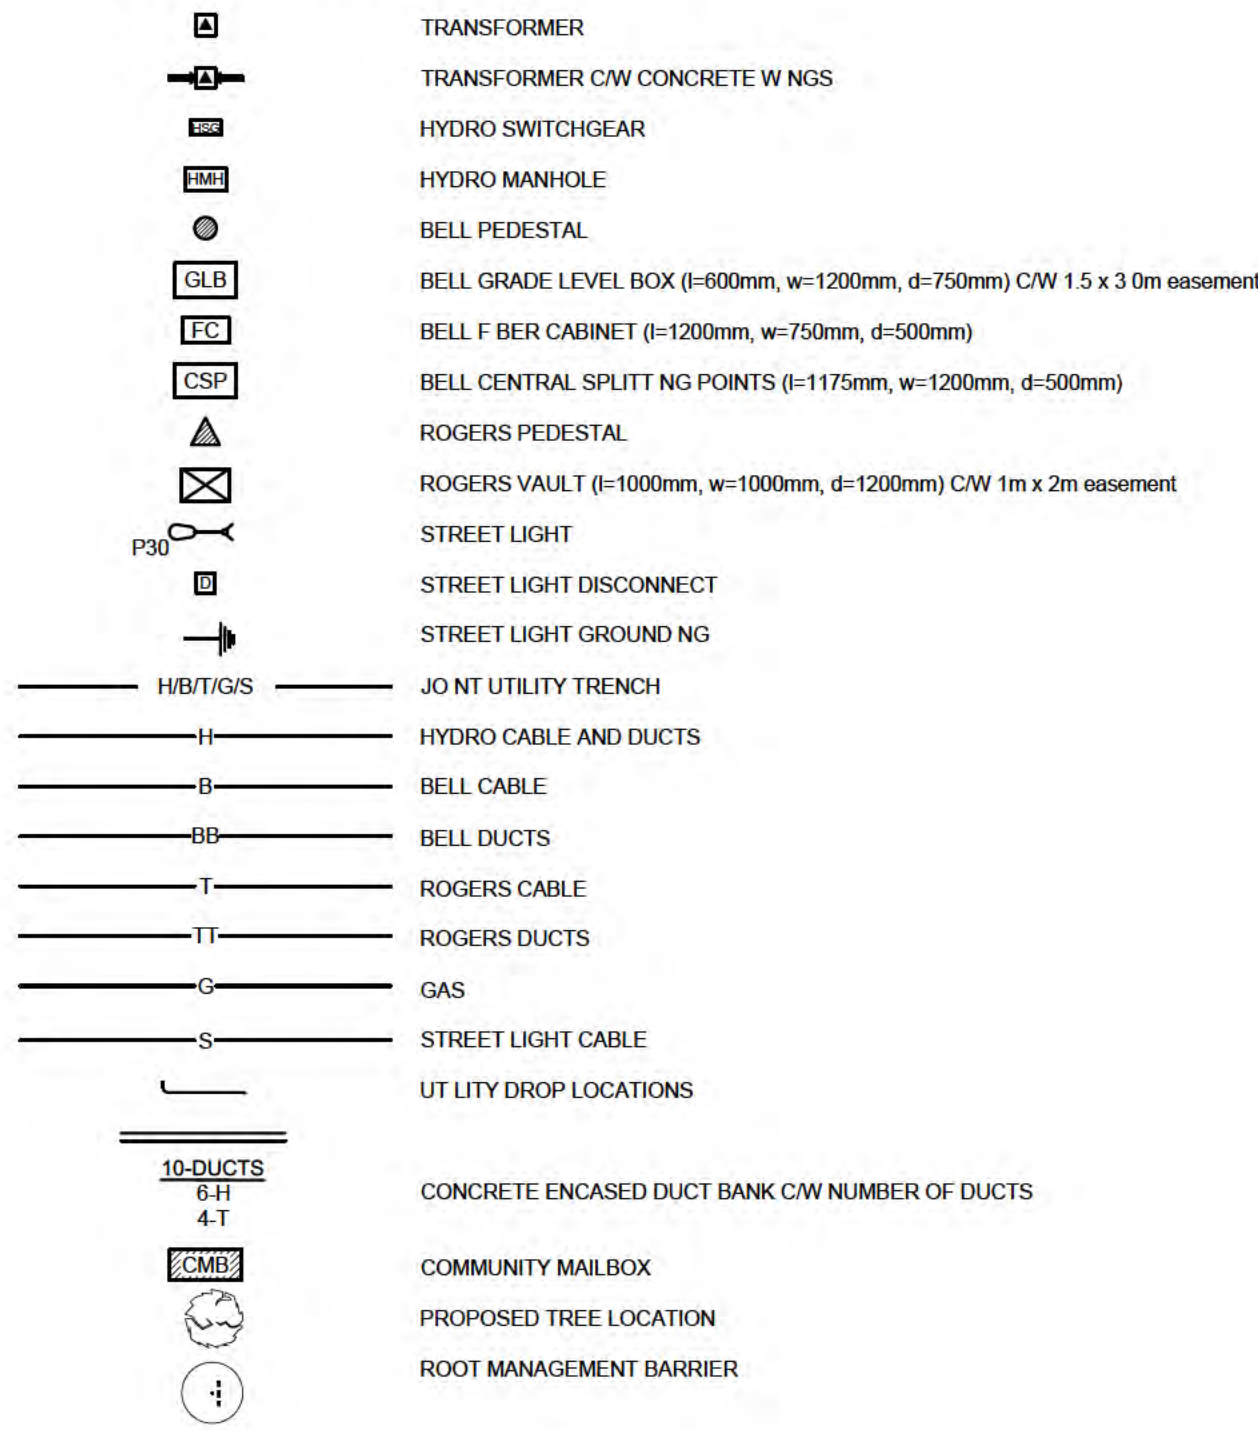 TRANSFORMER
TRANSFORMER C/W CONCRETE W NGS
HSG HYDRO SWITCHGEAR
HMH HYDRO MANHOLE
BELL PEDESTAL
GLB BELL GRADE LEVEL BOX (l=600mm, w=1200mm, d=750mm) C/W 1.5 x 3 0m easement
FC BELL F BER CABINET (l=1200mm, w=750mm, d=500mm)
CSP BELL CENTRAL SPLITT NG POINTS (l=1175mm, w=1200mm, d=500mm)
ROGERS PEDESTAL
ROGERS VAULT (l=1000mm, w=1000mm, d=1200mm) C/W 1m x 2m easement
P30 STREET LIGHT
D STREET LIGHT DISCONNECT
STREET LIGHT GROUND NG
H/B/T/G/S JO NT UTILITY TRENCH
H HYDRO CABLE AND DUCTS
B BELL CABLE
BB BELL DUCTS
T ROGERS CABLE
TT ROGERS DUCTS
G GAS
S STREET LIGHT CABLE
UT LITY DROP LOCATIONS
10-DUCTS
6-H CONCRETE ENCASED DUCT BANK C/W NUMBER OF DUCTS
4-T
CMB COMMUNITY MAILBOX
PROPOSED TREE LOCATION
ROOT MANAGEMENT BARRIER